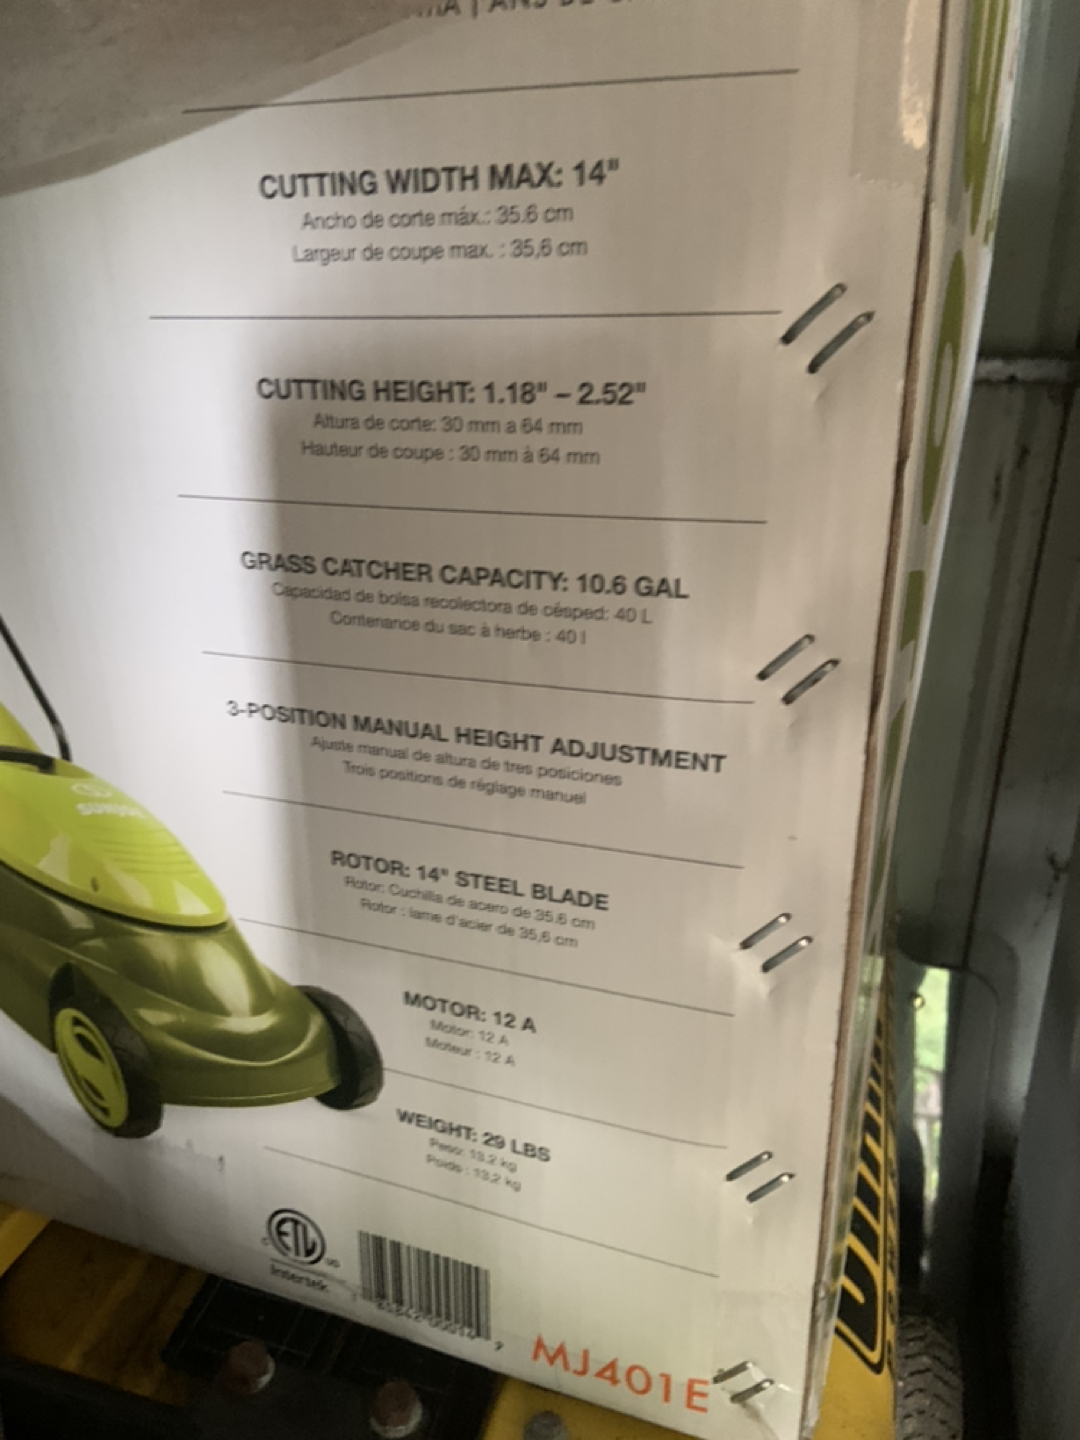 CUTTING WIDTH MAX: 14"
Ancho de corte máx.: 35.6 cm
Largeur de coupe max. : 35,6 cm
CUTTING HEIGHT: 1.18" – 2.52"
Altura de corte: 30 mm a 64 mm
Hauteur de coupe : 30 mm à 64 mm
GRASS CATCHER CAPACITY: 10.6 GAL
Capacidad de bolsa recolectora de césped: 40 L
Contenance du sac à herbe : 40 l
3-POSITION MANUAL HEIGHT ADJUSTMENT
Ajuste manual de altura de tres posiciones
Trois positions de réglage manuel
ROTOR: 14" STEEL BLADE
Rotor: Cuchilla de acero de 35.6 cm
Rotor : lame d'acier de 35,6 cm
MOTOR: 12 A
Motor: 12 A
Moteur : 12 A
WEIGHT: 29 LBS
Peso: 13.2 kg
Poids : 13,2 kg
ETL
Intertek
MJ401E